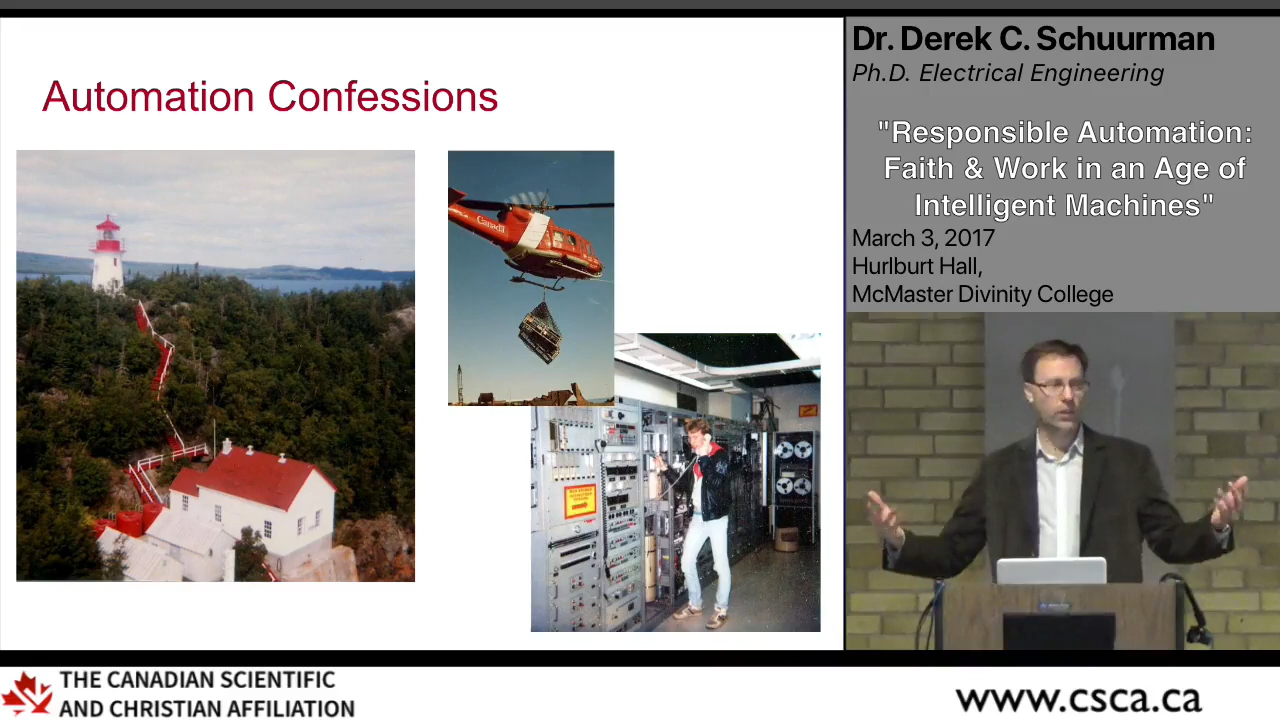 Automation Confessions
Canada
Dr. Derek C. Schuurman
Ph.D. Electrical Engineering
"Responsible Automation:
Faith & Work in an Age of
Intelligent Machines"
March 3, 2017
Hurlburt Hall,
McMaster Divinity College
THE CANADIAN SCIENTIFIC
AND CHRISTIAN AFFILIATION
www.csca.ca